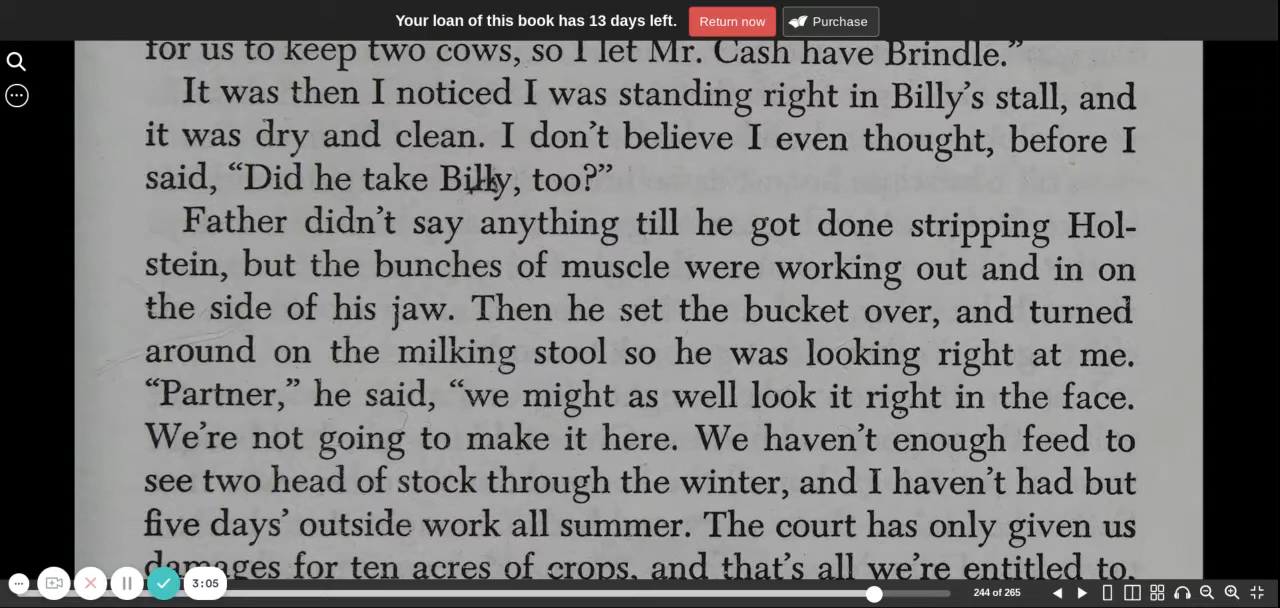 Your loan of this book has 13 days left. Return now Purchase
for us to keep two cows, so I let Mr. Cash have Brindle.”
It was then I noticed I was standing right in Billy’s stall, and
it was dry and clean. I don’t believe I even thought, before I
said, “Did he take Billy, too?”
Father didn’t say anything till he got done stripping Hol-
stein, but the bunches of muscle were working out and in on
the side of his jaw. Then he set the bucket over, and turned
around on the milking stool so he was looking right at me.
“Partner,” he said, “we might as well look it right in the face.
We’re not going to make it here. We haven’t enough feed to
see two head of stock through the winter, and I haven’t had but
five days’ outside work all summer. The court has only given us
damages for ten acres of crops, and that’s all we’re entitled to.
3:05
244 of 265